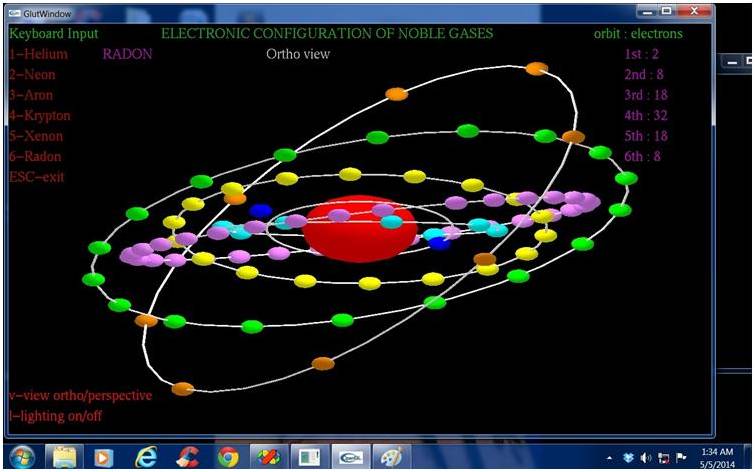 GlutWindow
Keyboard Input
ELECTRONIC CONFIGURATION OF NOBLE GASES
orbit : electrons
1-Helium
RADON
Ortho view
1st : 2
2-Neon
2nd : 8
3-Aron
3rd : 18
4-Krypton
4th : 32
5-Xenon
5th : 18
6-Radon
6th : 8
ESC-exit
v-view ortho/perspective
l-lighting on/off
1:34 AM
5/5/2014